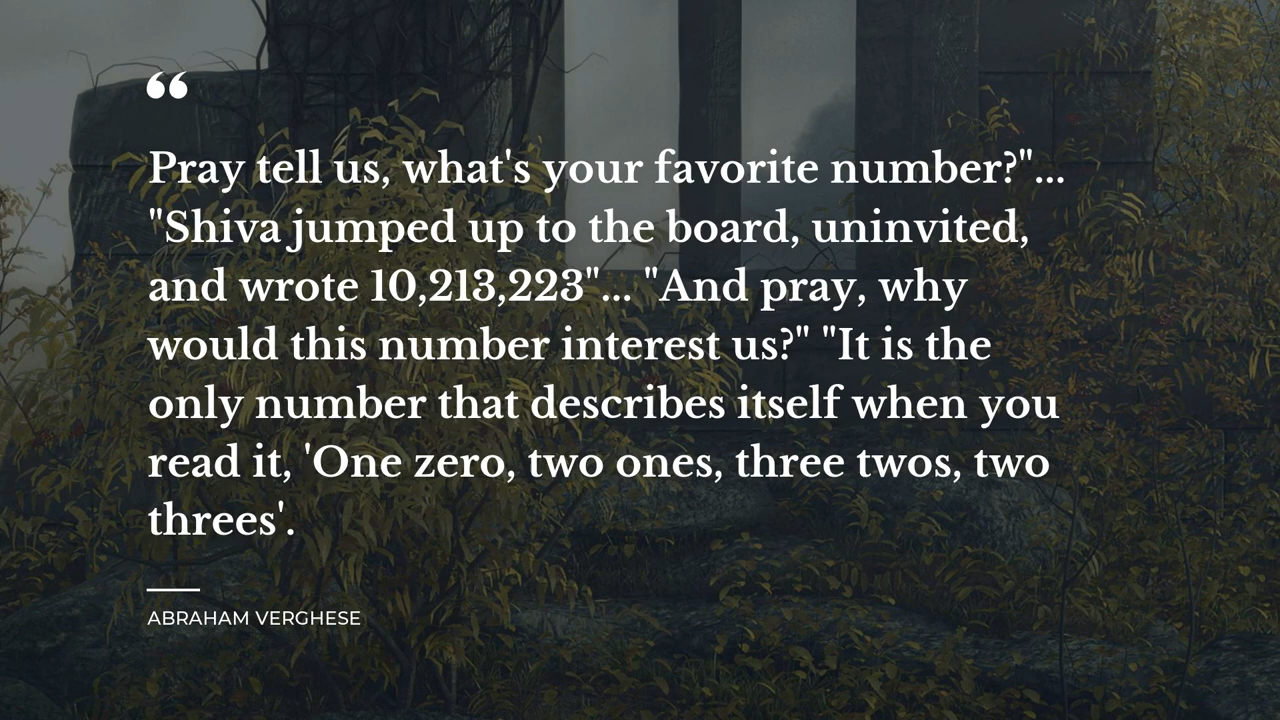 “
Pray tell us, what's your favorite number?"...
"Shiva jumped up to the board, uninvited,
and wrote 10,213,223"... "And pray, why
would this number interest us?" "It is the
only number that describes itself when you
read it, 'One zero, two ones, three twos, two
threes'.
ABRAHAM VERGHESE